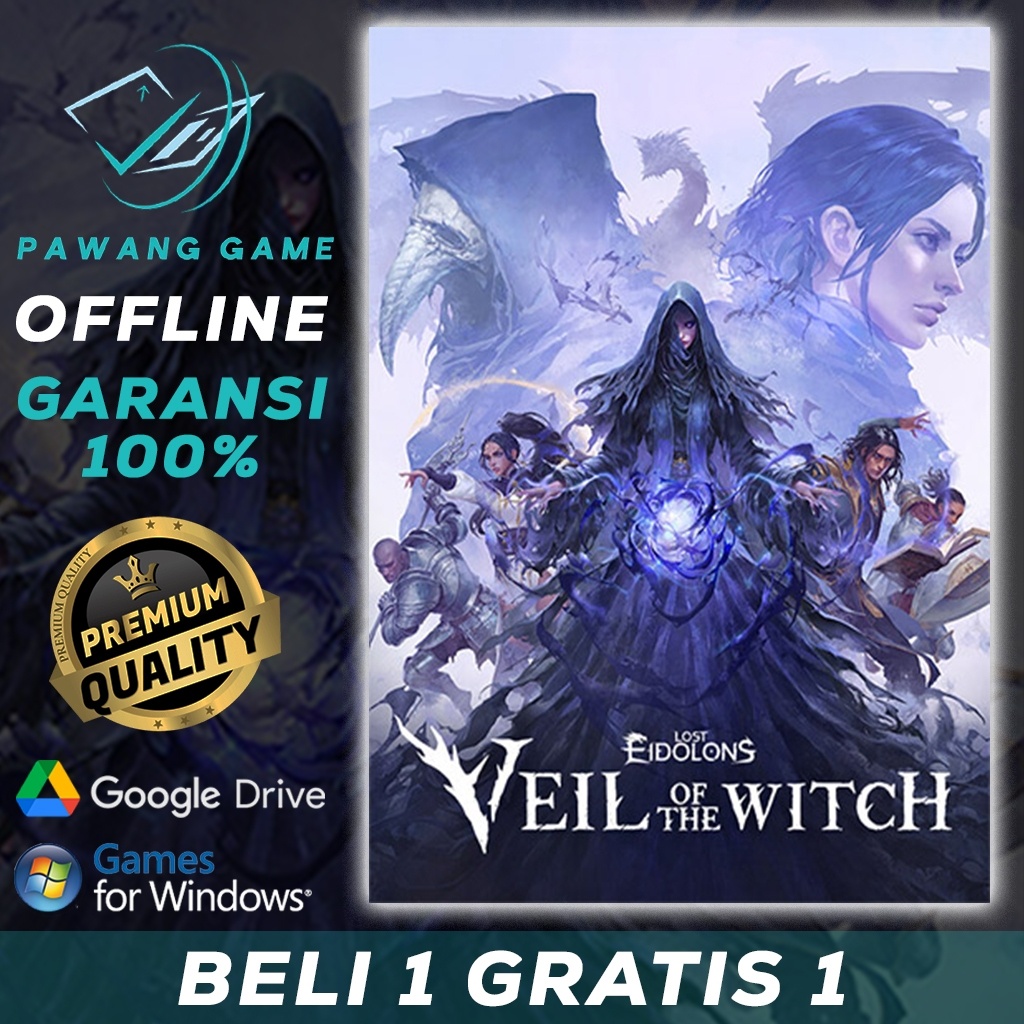 PAWANG GAME
OFFLINE
GARANSI
100%
PREMIUM QUALITY
PREMIUM
QUALITY
Google Drive
Games
for Windows®
LOST
EIDOLONS
VEIL OF THE WITCH
BELI 1 GRATIS 1